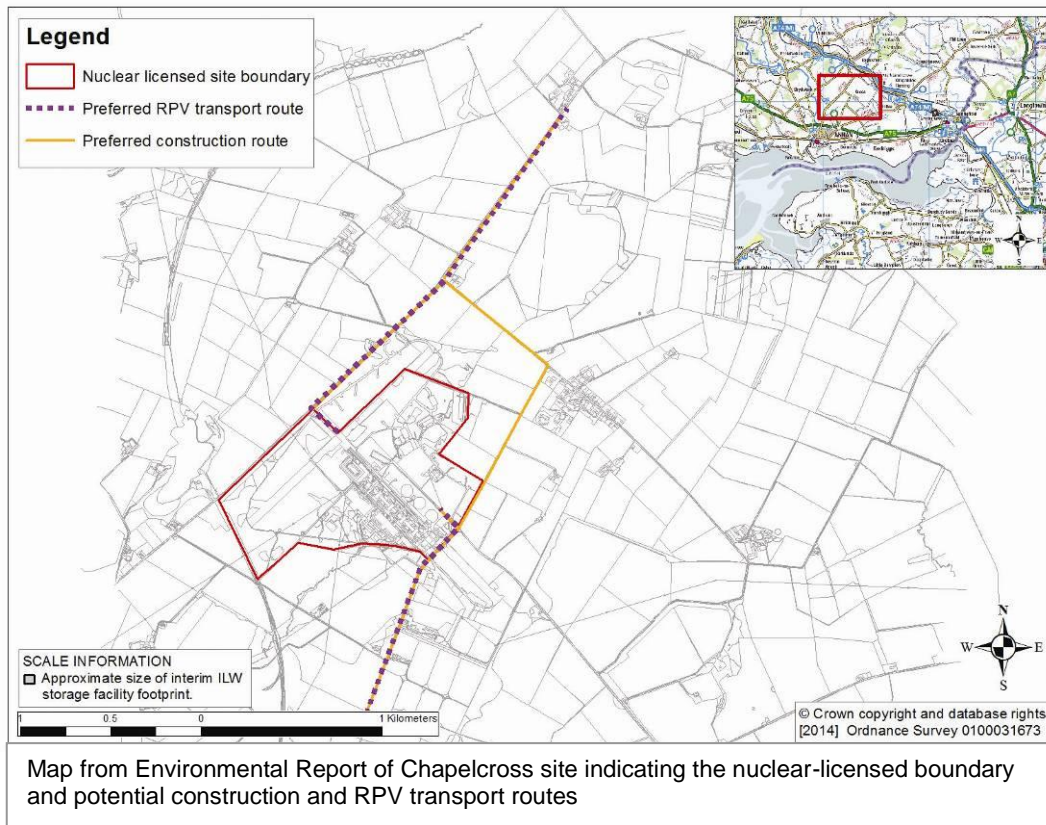 Legend
Nuclear licensed site boundary
Preferred RPV transport route
Preferred construction route
ANNAN
N
W E
S
N
W E
S
SCALE INFORMATION
Approximate size of interim ILW
storage facility footprint.
1 0.5 0 1 Kilometers
© Crown copyright and database rights
[2014] Ordnance Survey 0100031673
Map from Environmental Report of Chapelcross site indicating the nuclear-licensed boundary
and potential construction and RPV transport routes